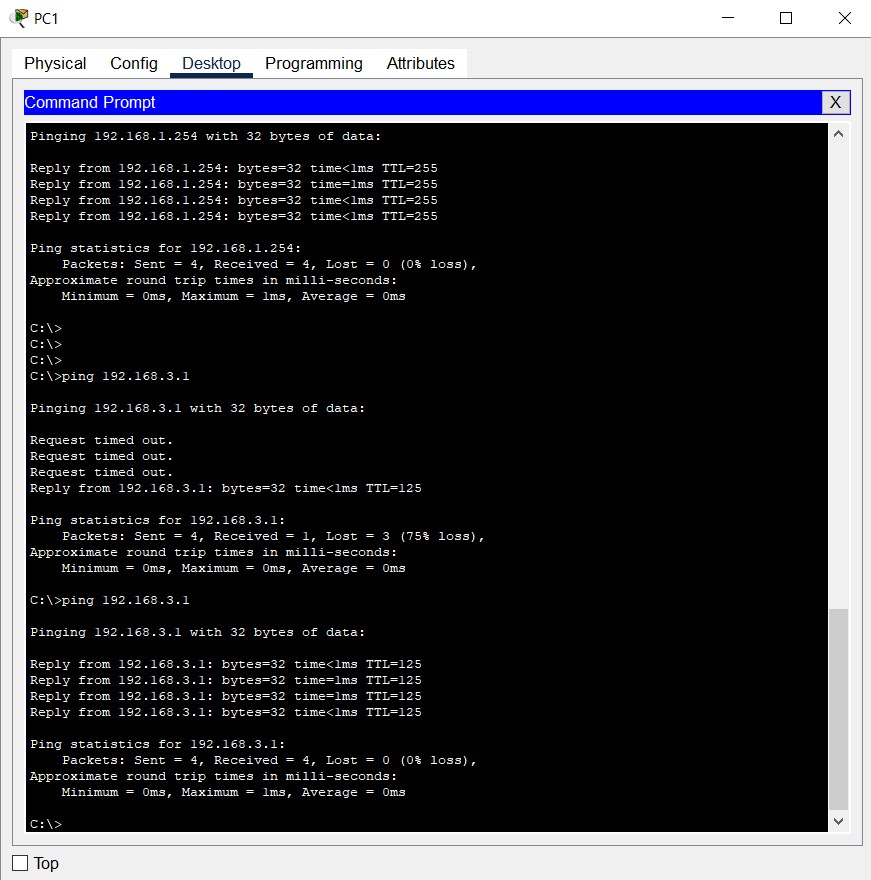 PC1
Physical Config Desktop Programming Attributes
Command Prompt X
Pinging 192.168.1.254 with 32 bytes of data:
Reply from 192.168.1.254: bytes=32 time<1ms TTL=255
Reply from 192.168.1.254: bytes=32 time=1ms TTL=255
Reply from 192.168.1.254: bytes=32 time<1ms TTL=255
Reply from 192.168.1.254: bytes=32 time<1ms TTL=255
Ping statistics for 192.168.1.254:
Packets: Sent = 4, Received = 4, Lost = 0 (0% loss),
Approximate round trip times in milli-seconds:
Minimum = 0ms, Maximum = 1ms, Average = 0ms
C:\>
C:\>
C:\>
C:\>ping 192.168.3.1
Pinging 192.168.3.1 with 32 bytes of data:
Request timed out.
Request timed out.
Request timed out.
Reply from 192.168.3.1: bytes=32 time<1ms TTL=125
Ping statistics for 192.168.3.1:
Packets: Sent = 4, Received = 1, Lost = 3 (75% loss),
Approximate round trip times in milli-seconds:
Minimum = 0ms, Maximum = 0ms, Average = 0ms
C:\>ping 192.168.3.1
Pinging 192.168.3.1 with 32 bytes of data:
Reply from 192.168.3.1: bytes=32 time<1ms TTL=125
Reply from 192.168.3.1: bytes=32 time=1ms TTL=125
Reply from 192.168.3.1: bytes=32 time=1ms TTL=125
Reply from 192.168.3.1: bytes=32 time<1ms TTL=125
Ping statistics for 192.168.3.1:
Packets: Sent = 4, Received = 4, Lost = 0 (0% loss),
Approximate round trip times in milli-seconds:
Minimum = 0ms, Maximum = 1ms, Average = 0ms
C:\>
Top